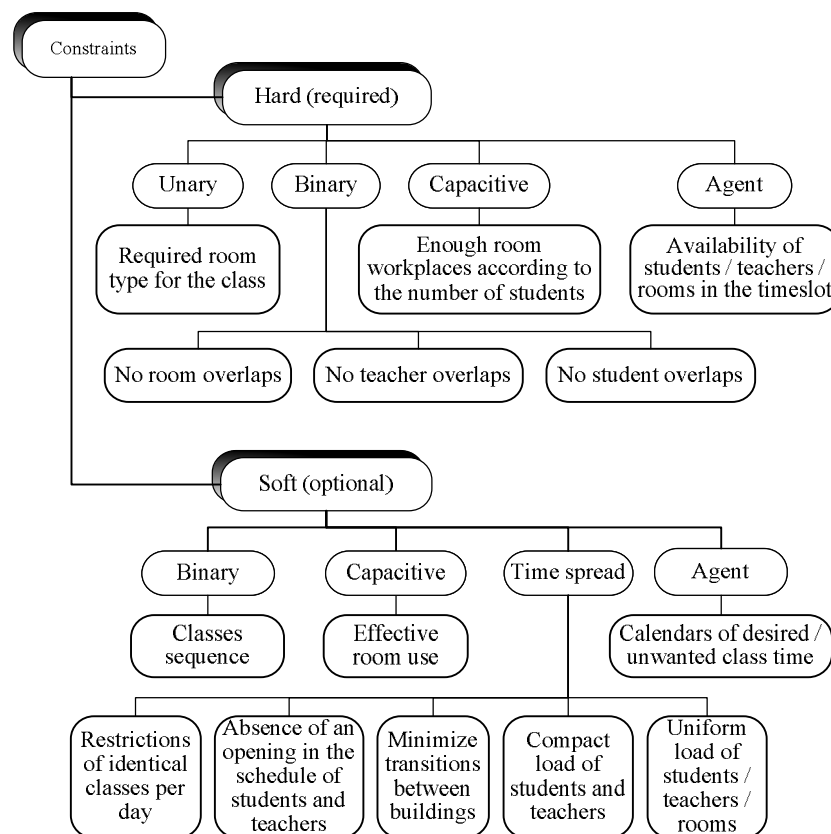 Constraints
Hard (required)
Unary
Binary
Capacitive
Agent
Required room
type for the class
Enough room
workplaces according to
the number of students
Availability of
students / teachers /
rooms in the timeslot
No room overlaps
No teacher overlaps
No student overlaps
Soft (optional)
Binary
Capacitive
Time spread
Agent
Classes
sequence
Effective
room use
Calendars of desired /
unwanted class time
Restrictions
of identical
classes per
day
Absence of an
opening in the
schedule of
students and
teachers
Minimize
transitions
between
buildings
Compact
load of
students and
teachers
Uniform
load of
students /
teachers /
rooms